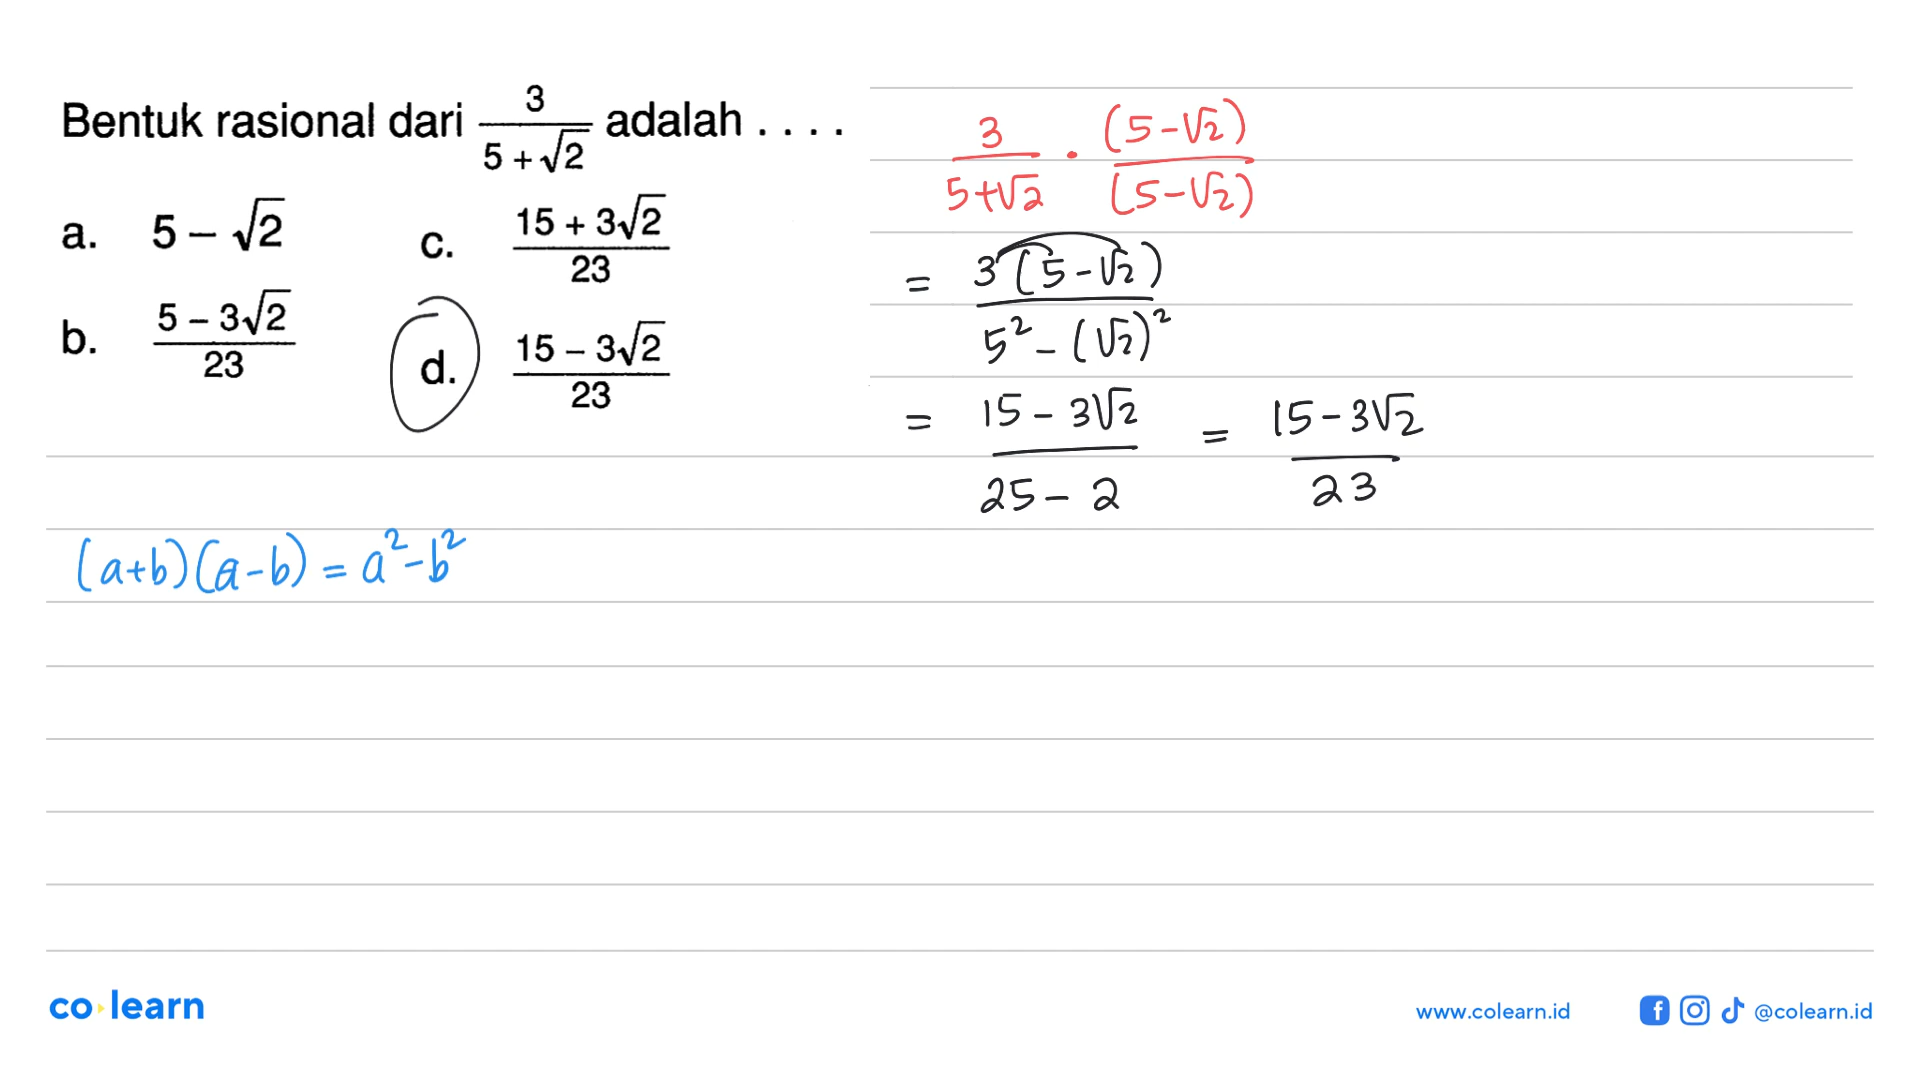 Bentuk rasional dari 3/(5 + √2) adalah . . . .
a. 5 – √2
b. (5 – 3√2)/23
c. (15 + 3√2)/23
d. (15 – 3√2)/23
3/(5+√2) · (5-√2)/(5-√2)
= 3(5-√2)/(5² - (√2)²)
= (15 - 3√2)/(25 - 2) = (15 - 3√2)/23
(a+b)(a-b) = a² - b²
co learn
www.colearn.id
@colearn.id